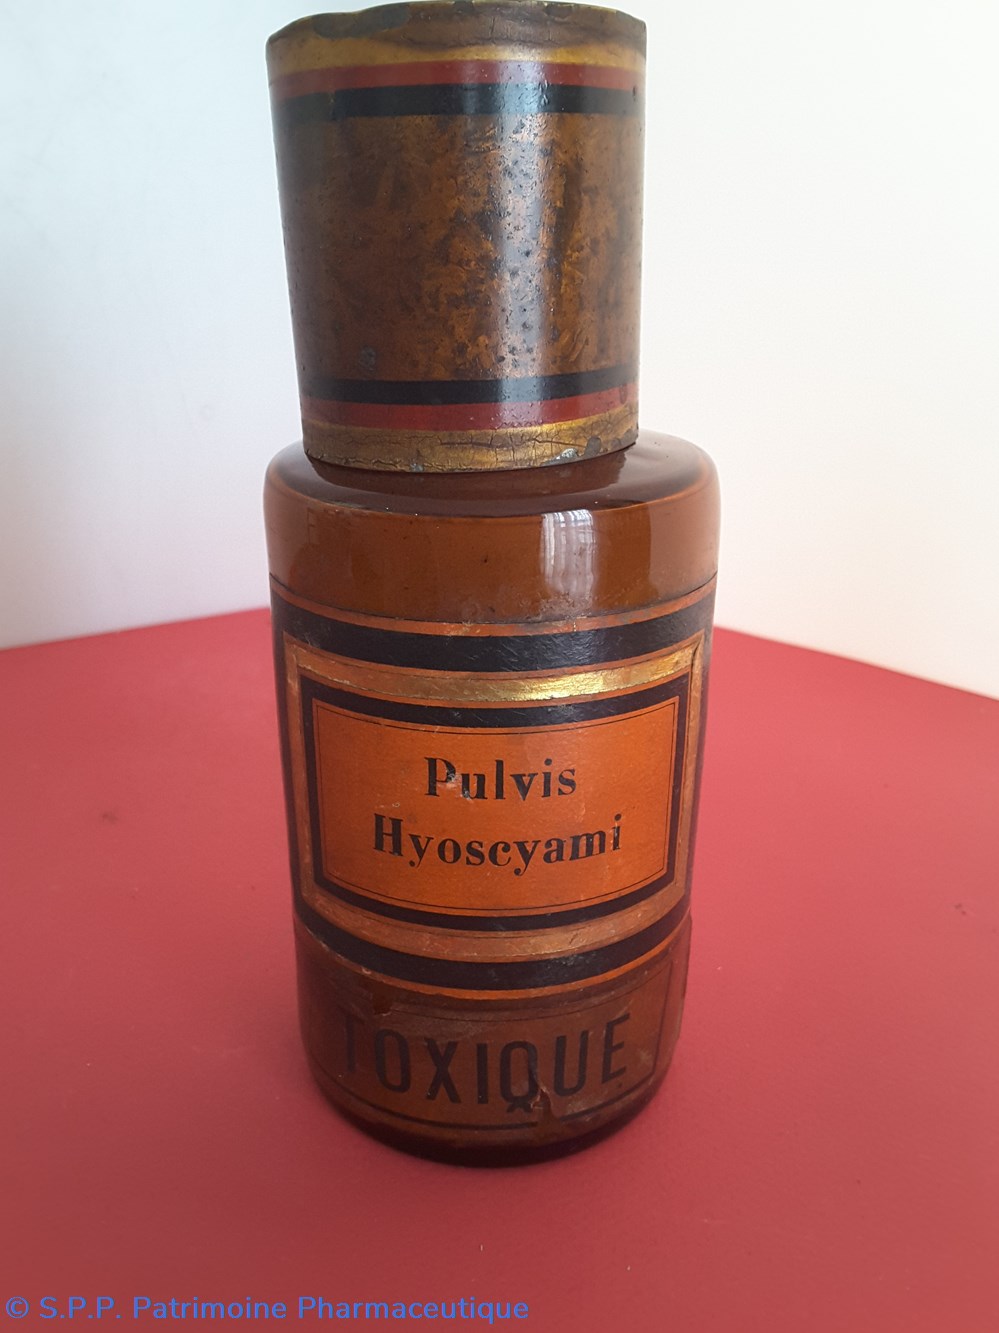 Pulvis
Hyoscyami
TOXIQUE
© S.P.P. Patrimoine Pharmaceutique